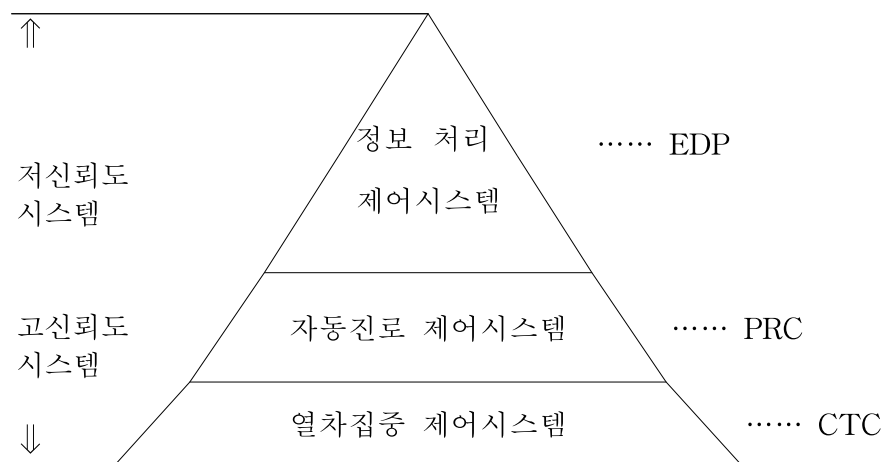 ⇑
정보 처리 …… EDP
저신뢰도
제어시스템
시스템
고신뢰도
자동진로 제어시스템 …… PRC
시스템
열차집중 제어시스템 …… CTC
⇓